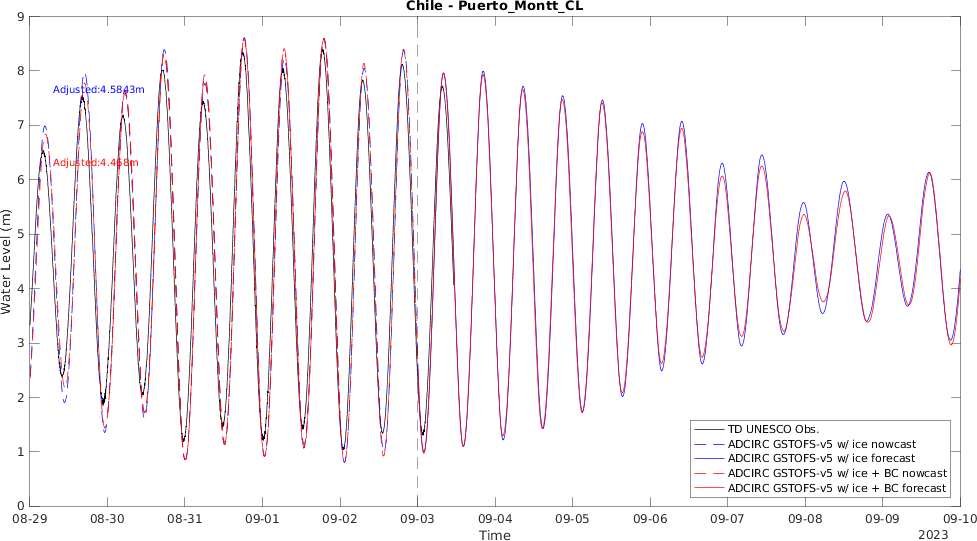 Chile - Puerto_Montt_CL
Water Level (m)
9
8
7
6
5
4
3
2
1
0
Adjusted:4.5843m
Adjusted:4.468m
TD UNESCO Obs.
ADCIRC GSTOFS-v5 w/ ice nowcast
ADCIRC GSTOFS-v5 w/ ice forecast
ADCIRC GSTOFS-v5 w/ ice + BC nowcast
ADCIRC GSTOFS-v5 w/ ice + BC forecast
08-29 08-30 08-31 09-01 09-02 09-03 09-04 09-05 09-06 09-07 09-08 09-09 09-10
Time
2023